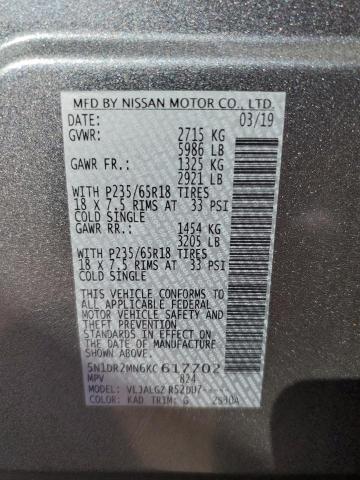 MFD BY NISSAN MOTOR CO., LTD.
DATE: 03/19
GVWR: 2715 KG
5986 LB
GAWR FR.: 1325 KG
2921 LB
WITH P235/65R18 TIRES
18 X 7.5 RIMS AT 33 PSI
COLD SINGLE
GAWR RR.: 1454 KG
3205 LB
WITH P235/65R18 TIRES
18 X 7.5 RIMS AT 33 PSI
COLD SINGLE
THIS VEHICLE CONFORMS TO
ALL APPLICABLE FEDERAL
MOTOR VEHICLE SAFETY AND
THEFT PREVENTION
STANDARDS IN EFFECT ON
THE DATE OF MANUFACTURE
SHOWN ABOVE.
5N1DR2MN6KC617702
MPV 824
MODEL:
COLOR: KAD TRIM: G